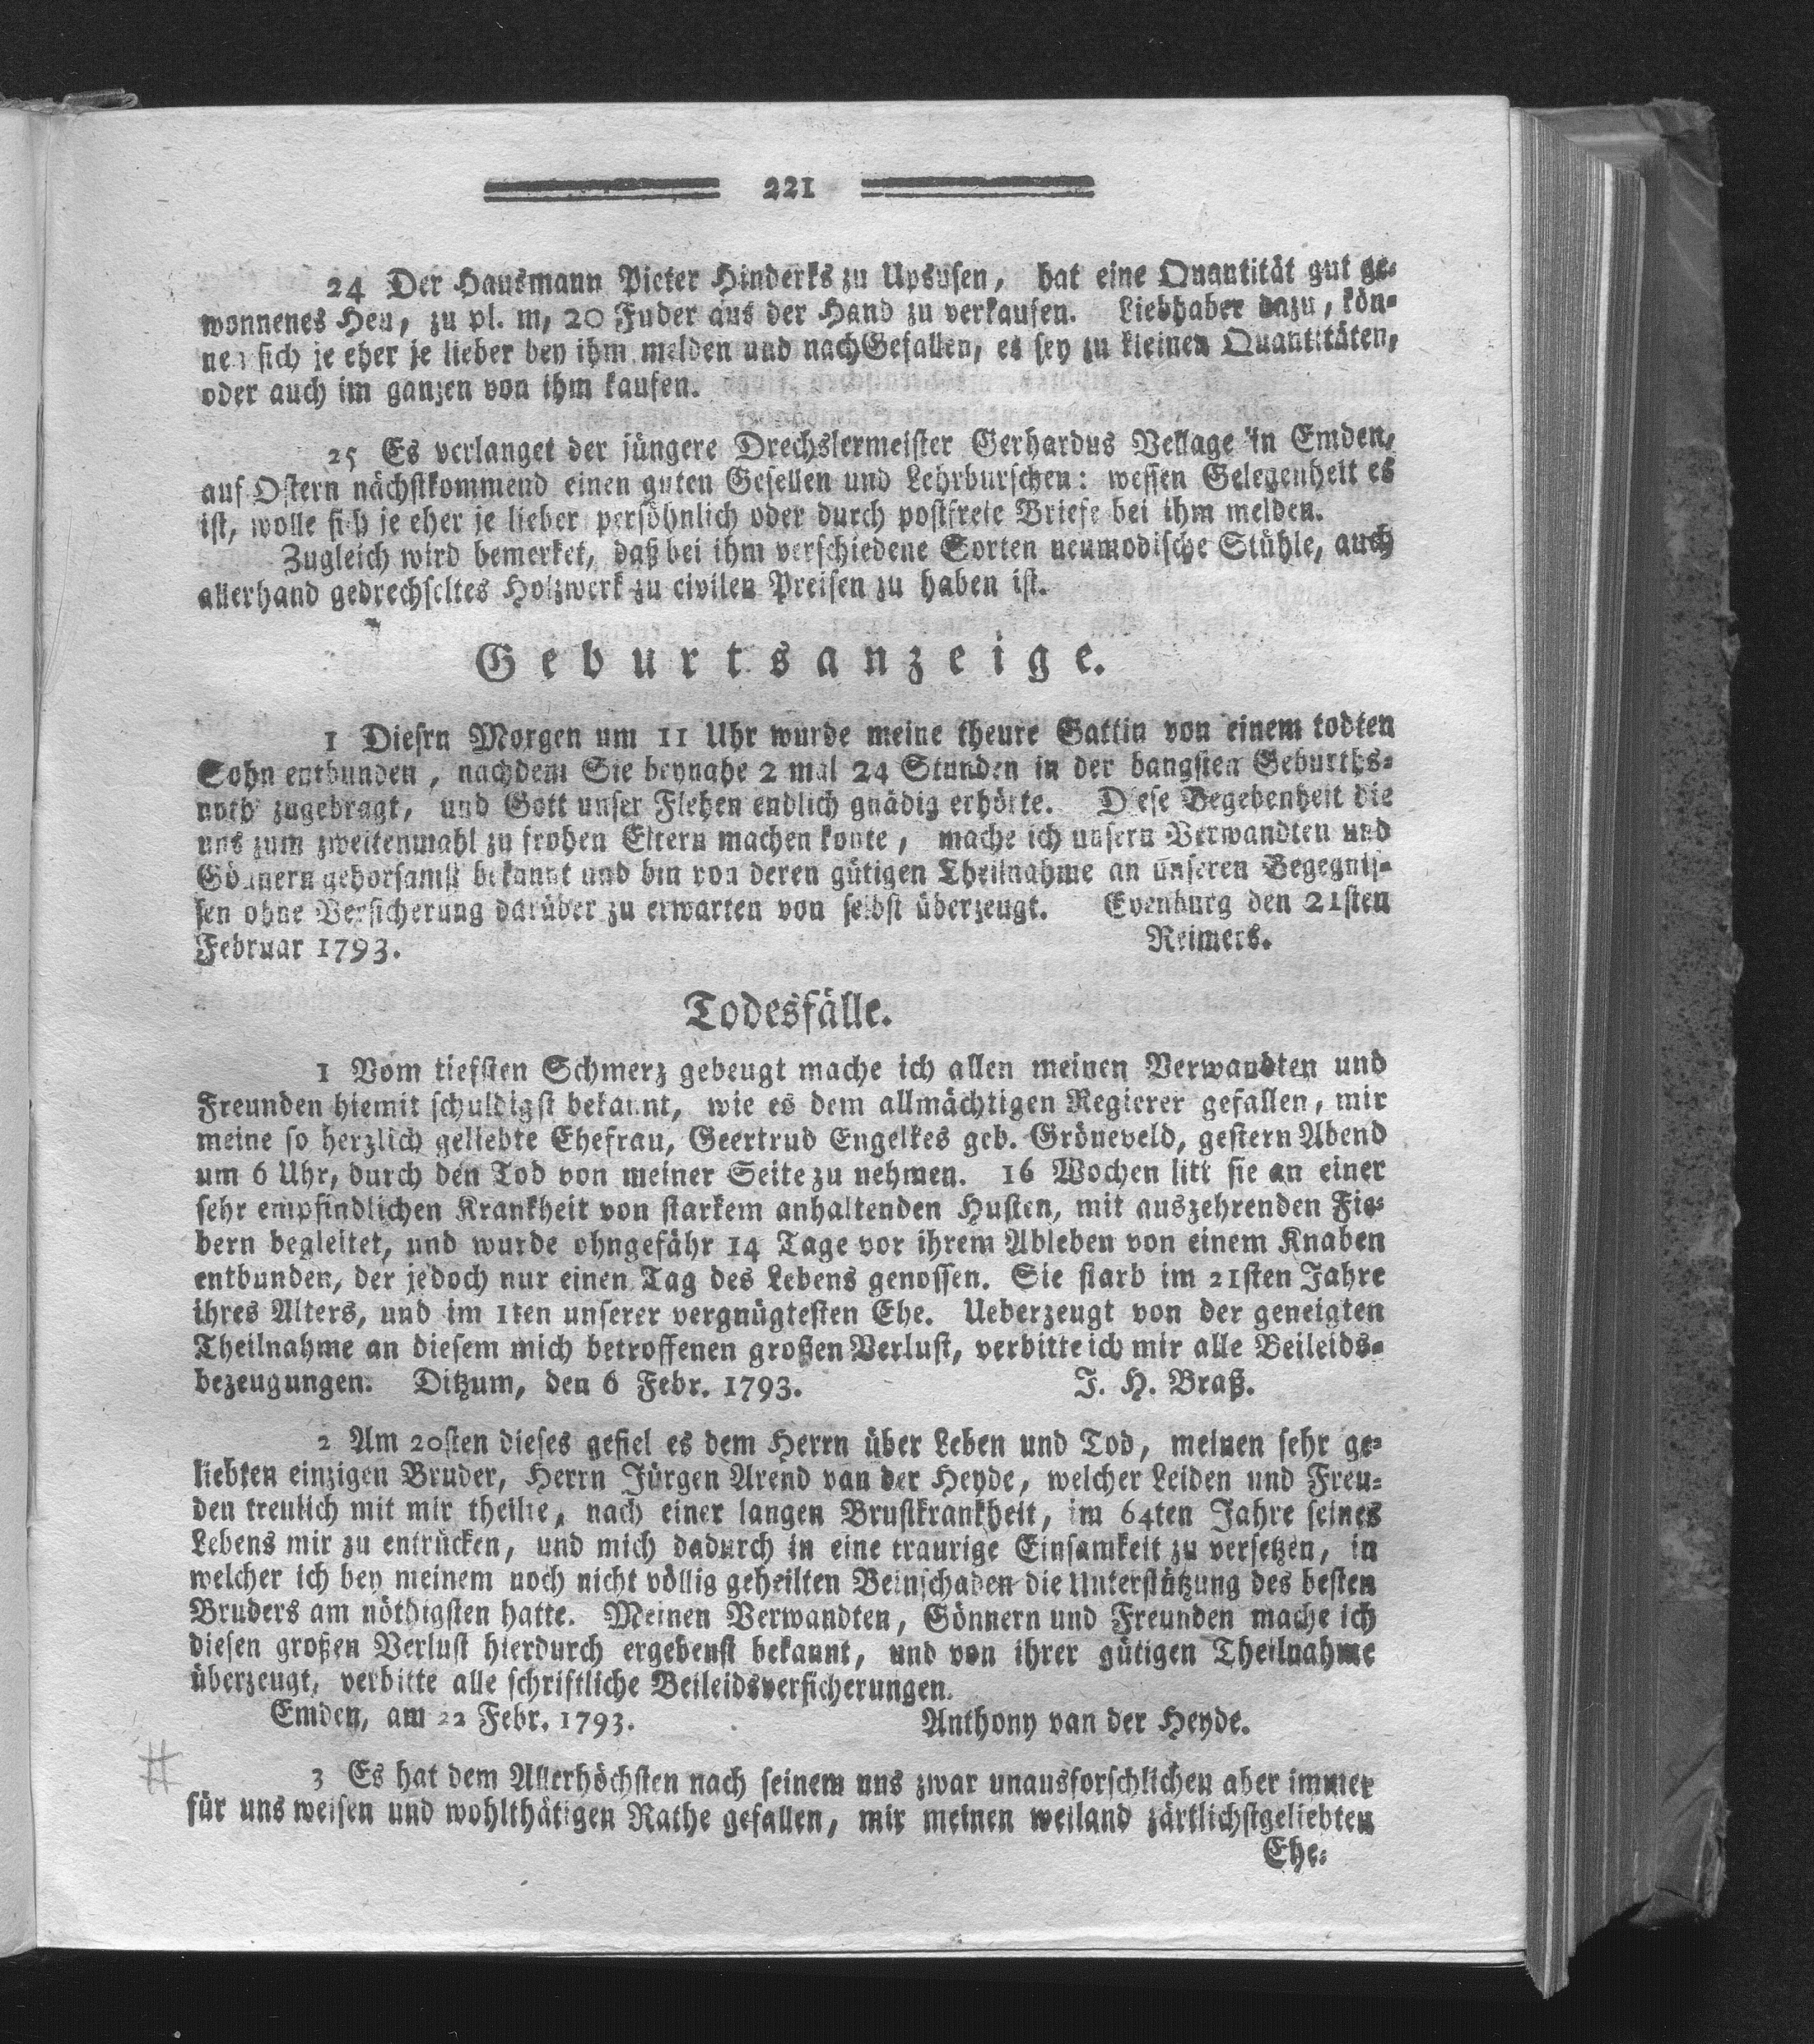 221
24 Der Hausmann Pieter Hinderks zu Upsusen, hat eine Quantität gut ge-
wonnenes Heu, zu pl. m, 20 Fuder aus der Hand zu verkaufen. Liebhaber dazu, kön-
nen sich je eher je lieber bey ihm melden und nach Gefallen, es sey zu kleinen Quantitäten,
oder auch im ganzen von ihm kaufen.
25 Es verlanget der jüngere Drechslermeister Gerhardus Vellage in Emden,
auf Ostern nächstkommend einen guten Gesellen und Lehrburschen: wessen Gelegenheit es
ist, wolle sich je eher je lieber persöhnlich oder durch postfreie Briefe bei ihm melden.
Zugleich wird bemerket, daß bei ihm verschiedene Sorten neumodische Stühle, auch
allerhand gedrechseltes Holzwerk zu civilen Preisen zu haben ist.
Geburtsanzeige.
1 Diesen Morgen um 11 Uhr wurde meine theure Gattin von einem todten
Sohn entbunden, nachdem Sie beynahe 2 mal 24 Stunden in der bangsten Geburths-
noth zugebragt, und Gott unser Flehen endlich gnädig erhörte. Diese Begebenheit die
uns zum zweitenmahl zu frohen Eltern machen konte, mache ich unsern Verwandten und
Gönnern gehorsamst bekannt und bin von deren gütigen Theilnahme an unseren Begegnis-
sen ohne Versicherung darüber zu erwarten von selbst überzeugt. Evenburg den 21sten
Februar 1793. Reimers.
Todesfälle.
1 Vom tiefsten Schmerz gebeugt mache ich allen meinen Verwandten und
Freunden hiemit schuldigst bekannt, wie es dem allmächtigen Regierer gefallen, mir
meine so herzlich geliebte Ehefrau, Geertrud Engelkes geb. Gröneveld, gestern Abend
um 6 Uhr, durch den Tod von meiner Seite zu nehmen. 16 Wochen litt sie an einer
sehr empfindlichen Krankheit von starkem anhaltenden Husten, mit auszehrenden Fie-
bern begleitet, und wurde ohngefähr 14 Tage vor ihrem Ableben von einem Knaben
entbunden, der jedoch nur einen Tag des Lebens genossen. Sie starb im 21sten Jahre
ihres Alters, und im 1ten unserer vergnügtesten Ehe. Ueberzeugt von der geneigten
Theilnahme an diesem mich betroffenen großen Verlust, verbitte ich mir alle Beileids-
bezeugungen. Ditzum, den 6 Febr. 1793. J. H. Braß.
2 Am 20sten dieses gefiel es dem Herrn über Leben und Tod, meinen sehr ge-
liebten einzigen Bruder, Herrn Jürgen Arend van der Heyde, welcher Leiden und Freu-
den treulich mit mir theilte, nach einer langen Brustkrankheit, im 64ten Jahre seines
Lebens mir zu entrücken, und mich dadurch in eine traurige Einsamkeit zu versetzen, in
welcher ich bey meinem noch nicht völlig geheilten Beinschaden die Unterstützung des besten
Bruders am nöthigsten hatte. Meinen Verwandten, Gönnern und Freunden mache ich
diesen großen Verlust hierdurch ergebenst bekannt, und von ihrer gütigen Theilnahme
überzeugt, verbitte alle schriftliche Beileidsversicherungen.
Emden, am 22 Febr. 1793. Anthony van der Heyde.
#
3 Es hat dem Allerhöchsten nach seinem uns zwar unausforschlichen aber immer
für uns weisen und wohlthätigen Rathe gefallen, mir meinen weiland zärtlichstgeliebten
Ehe-